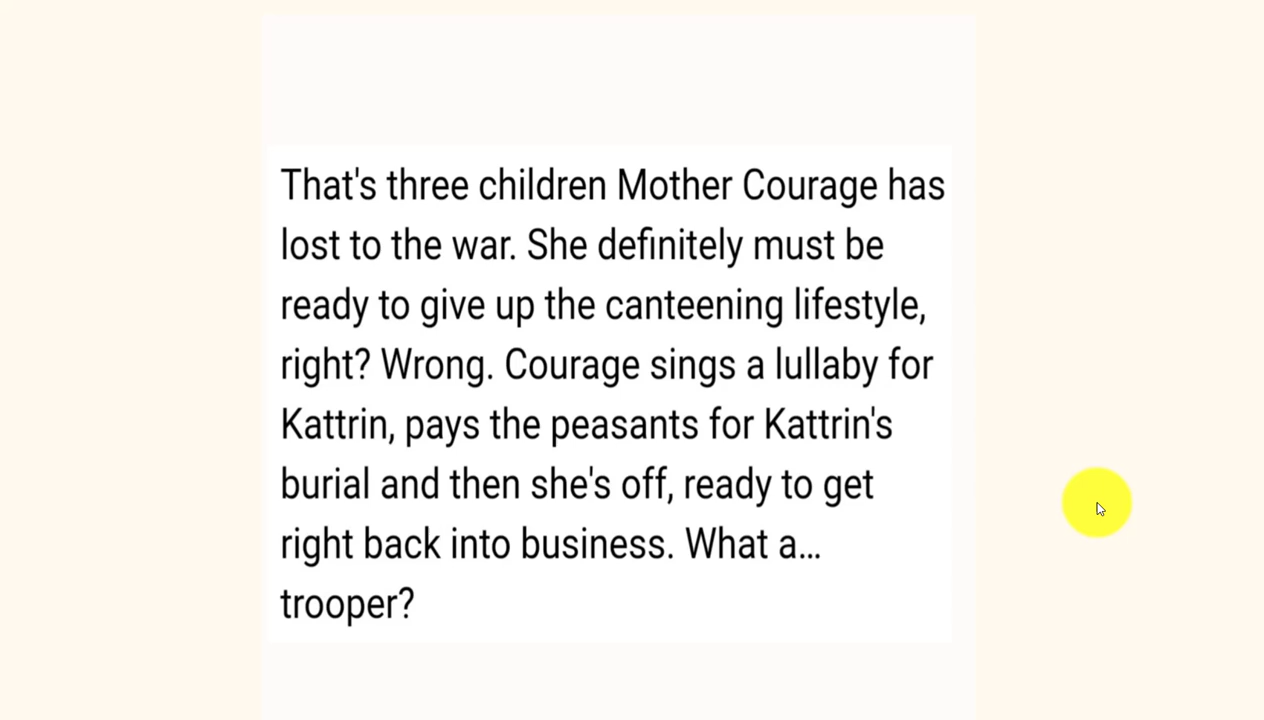 That's three children Mother Courage has
lost to the war. She definitely must be
ready to give up the canteening lifestyle,
right? Wrong. Courage sings a lullaby for
Kattrin, pays the peasants for Kattrin's
burial and then she's off, ready to get
right back into business. What a…
trooper?